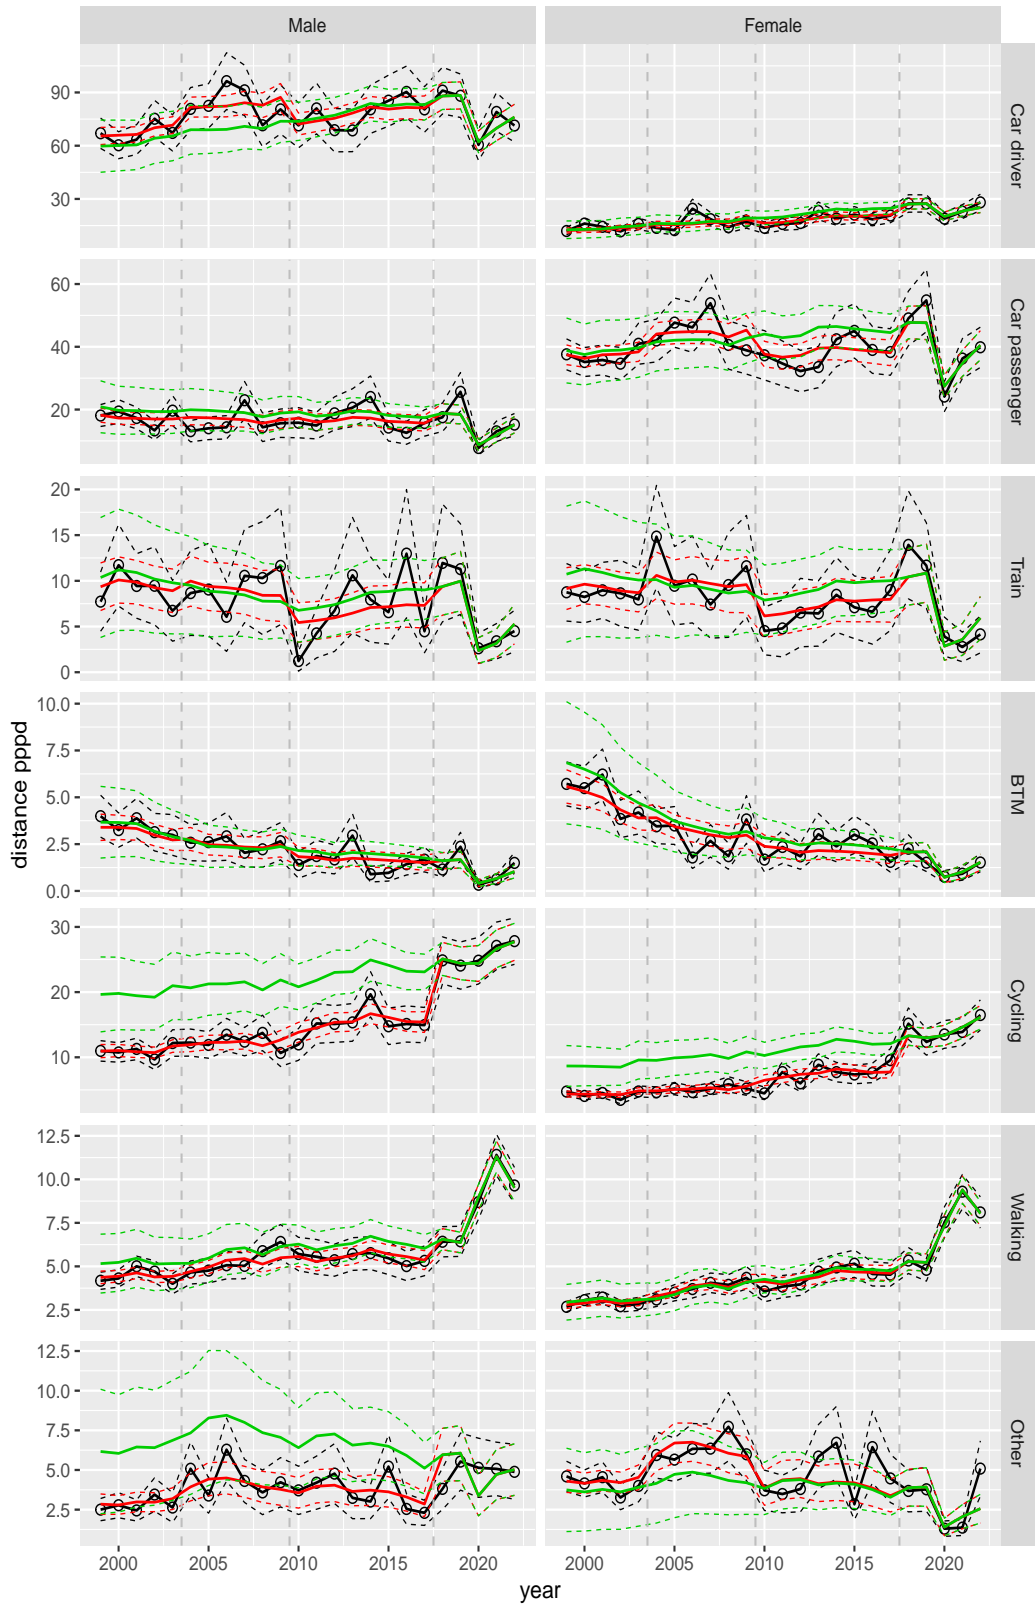 Male Female
90
60
30
Car driver
60
40
20
Car passenger
20
15
10
5
0
Train
10.0
7.5
5.0
2.5
0.0
BTM
30
20
10
Cycling
12.5
10.0
7.5
5.0
2.5
Walking
12.5
10.0
7.5
5.0
2.5
Other
distance pppd
2000 2005 2010 2015 2020 2000 2005 2010 2015 2020
year